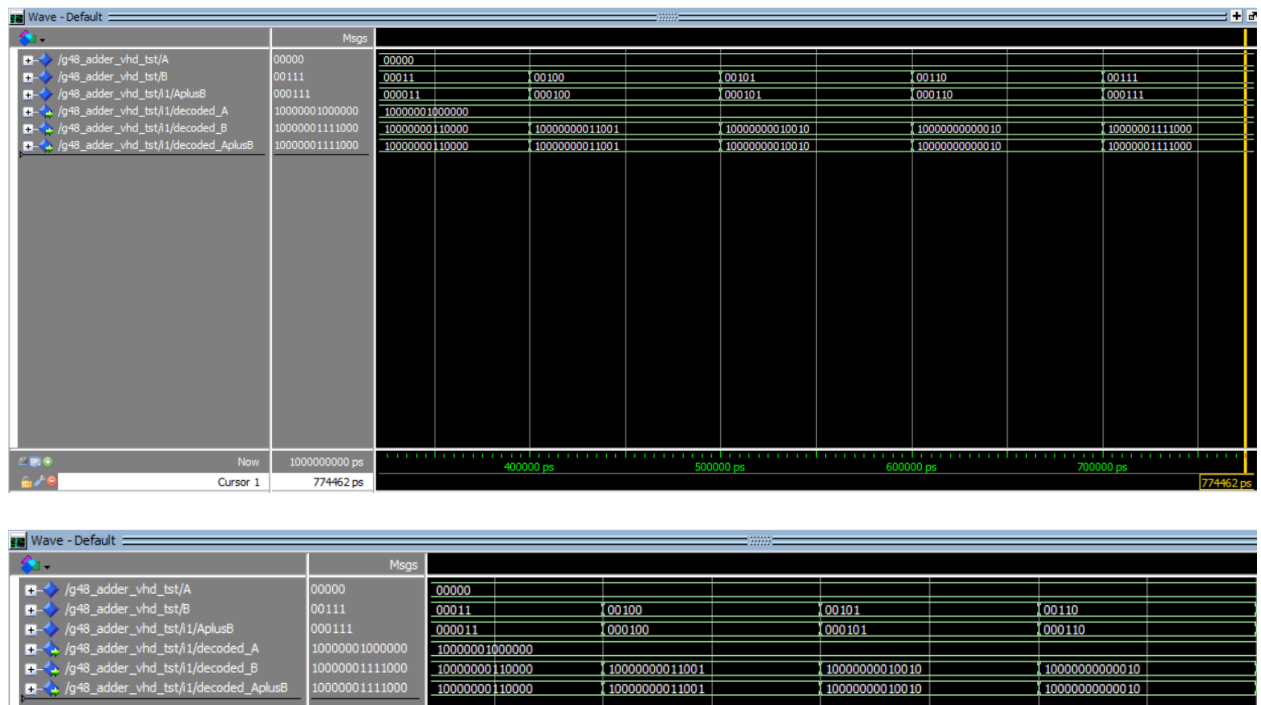 Wave - Default
Msgs
/g48_adder_vhd_tst/A 00000 00000
/g48_adder_vhd_tst/B 00111 00011 00100 00101 00110 00111
/g48_adder_vhd_tst/i1/AplusB 000111 000011 000100 000101 000110 000111
/g48_adder_vhd_tst/i1/decoded_A 10000001000000 10000001000000
/g48_adder_vhd_tst/i1/decoded_B 10000001111000 10000000110000 10000000011001 10000000010010 10000000000010 10000001111000
/g48_adder_vhd_tst/i1/decoded_AplusB 10000001111000 10000000110000 10000000011001 10000000010010 10000000000010 10000001111000
Now 1000000000 ps 400000 ps 500000 ps 600000 ps 700000 ps
Cursor 1 774462 ps 774462 ps
Wave - Default
Msgs
/g48_adder_vhd_tst/A 00000 00000
/g48_adder_vhd_tst/B 00111 00011 00100 00101 00110
/g48_adder_vhd_tst/i1/AplusB 000111 000011 000100 000101 000110
/g48_adder_vhd_tst/i1/decoded_A 10000001000000 10000001000000
/g48_adder_vhd_tst/i1/decoded_B 10000001111000 10000000110000 10000000011001 10000000010010 10000000000010
/g48_adder_vhd_tst/i1/decoded_AplusB 10000001111000 10000000110000 10000000011001 10000000010010 10000000000010